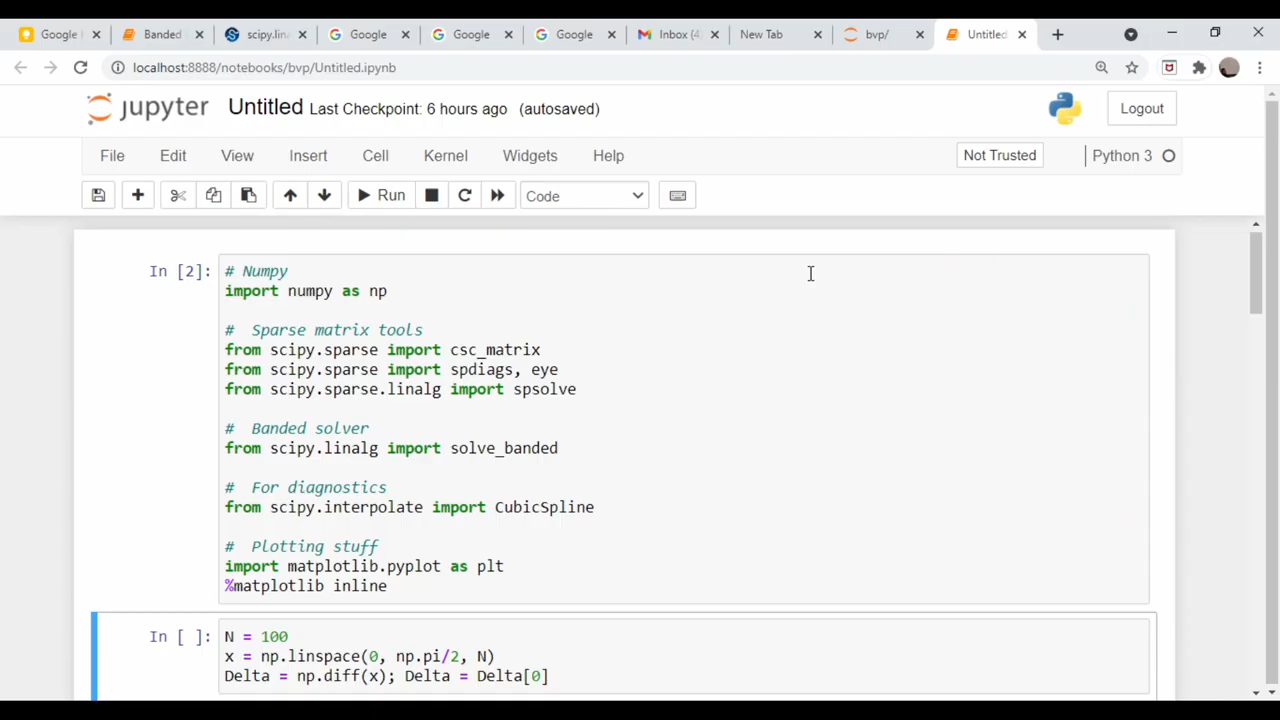 Google
Banded
scipy.lina
Google
Google
Google
Inbox (4)
New Tab
bvp/
Untitled
localhost:8888/notebooks/bvp/Untitled.ipynb
jupyter Untitled Last Checkpoint: 6 hours ago (autosaved)
Logout
File Edit View Insert Cell Kernel Widgets Help
Not Trusted
Python 3
Run
Code
In [2]:
# Numpy
import numpy as np
# Sparse matrix tools
from scipy.sparse import csc_matrix
from scipy.sparse import spdiags, eye
from scipy.sparse.linalg import spsolve
# Banded solver
from scipy.linalg import solve_banded
# For diagnostics
from scipy.interpolate import CubicSpline
# Plotting stuff
import matplotlib.pyplot as plt
%matplotlib inline
In [ ]:
N = 100
x = np.linspace(0, np.pi/2, N)
Delta = np.diff(x); Delta = Delta[0]